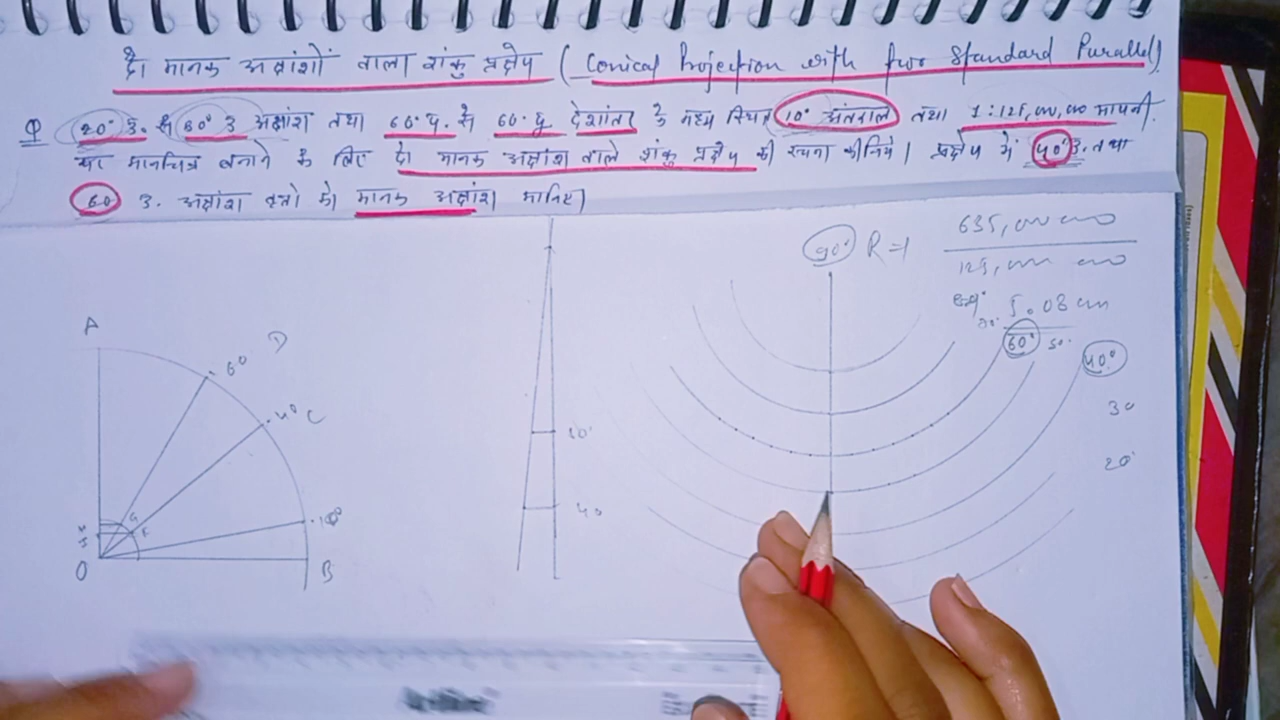 दो मानक अक्षांशों वाला शंकु प्रक्षेप (Conical Projection with two Standard Parallel)
Q 20° उ. से 80° उ अक्षांश तथा 60° प. से 60° पू देशांतर के मध्य स्थित 10° अंतराल तथा 1:125,000,000 मापनी
पर मानचित्र बनाने के लिए दो मानक अक्षांश वाले शंकु प्रक्षेप की रचना कीजिये। प्रक्षेप में 40° उ. तथा
60 उ. अक्षांश वृत्तों को मानक अक्षांश मानिए।
90° R=
635,000,000
125,000,000
5.08 cm
60° 50°
40°
30
20°
A
D
60°
40° C
10°
O
B
G
40